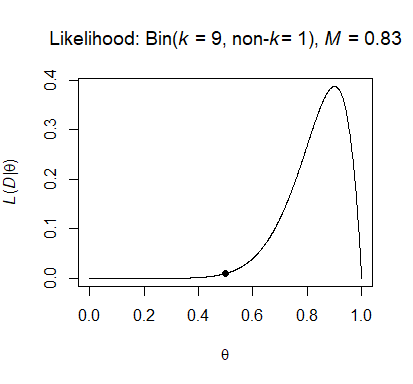 Likelihood: Bin(k = 9, non-k= 1), M = 0.83
L(D|θ)
0.4
0.3
0.2
0.1
0.0
0.0 0.2 0.4 0.6 0.8 1.0
θ